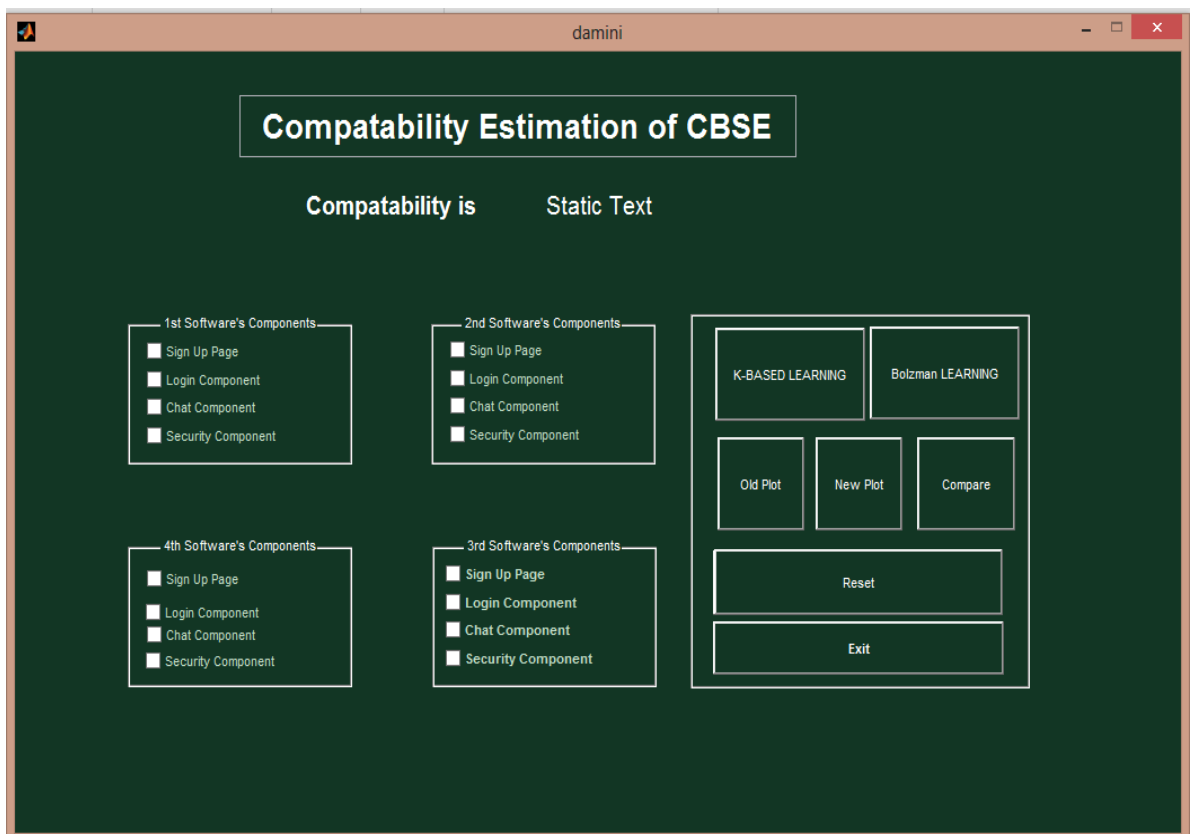 damini
Compatability Estimation of CBSE
Compatability is Static Text
1st Software's Components
Sign Up Page
Login Component
Chat Component
Security Component
2nd Software's Components
Sign Up Page
Login Component
Chat Component
Security Component
4th Software's Components
Sign Up Page
Login Component
Chat Component
Security Component
3rd Software's Components
Sign Up Page
Login Component
Chat Component
Security Component
K-BASED LEARNING
Bolzman LEARNING
Old Plot
New Plot
Compare
Reset
Exit